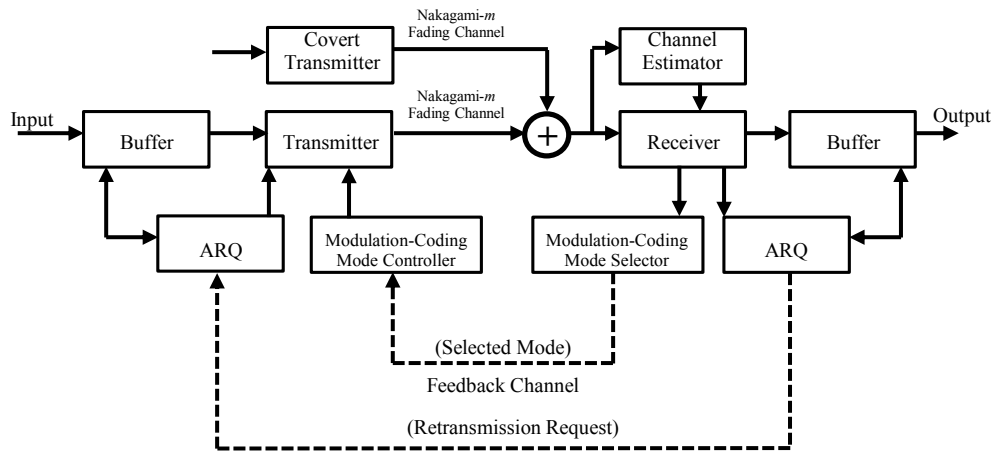 Nakagami-m
Fading Channel
Covert
Transmitter
Channel
Estimator
Nakagami-m
Fading Channel
Input
Buffer
Transmitter
+
Receiver
Buffer
Output
ARQ
Modulation-Coding
Mode Controller
Modulation-Coding
Mode Selector
ARQ
(Selected Mode)
Feedback Channel
(Retransmission Request)